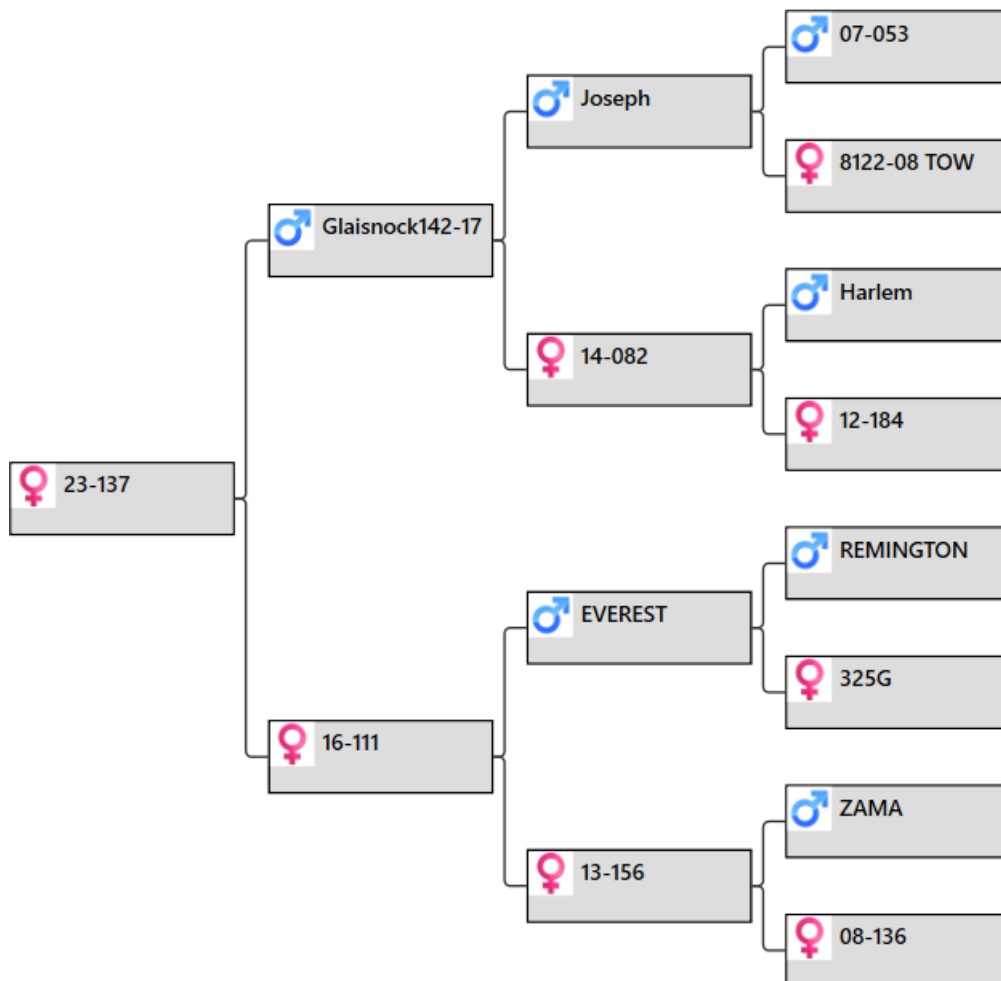 07-053
Joseph
8122-08 TOW
Glaisnock142-17
Harlem
14-082
12-184
23-137
REMINGTON
EVEREST
325G
16-111
ZAMA
13-156
08-136